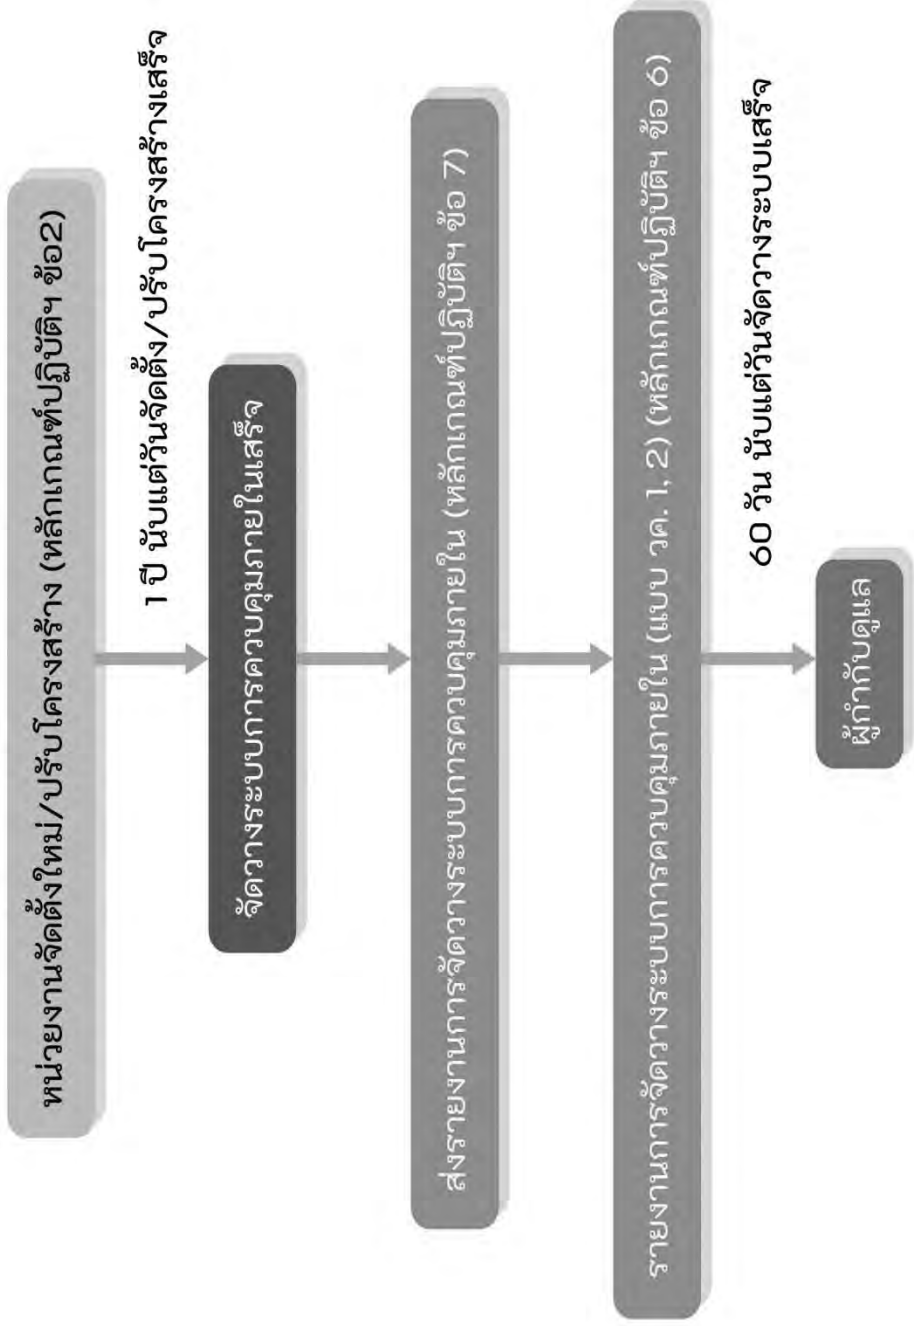 หน่วยงานจัดตั้งใหม่/ปรับโครงสร้าง (หลักเกณฑ์ปฏิบัติฯ ข้อ2)
1 ปี นับแต่วันจัดตั้ง/ปรับโครงสร้างเสร็จ
จัดวางระบบการควบคุมภายในเสร็จ
ส่งรายงานการจัดวางระบบการควบคุมภายใน (หลักเกณฑ์ปฏิบัติฯ ข้อ 7)
รายงานการจัดวางระบบการควบคุมภายใน (แบบ วค. 1, 2) (หลักเกณฑ์ปฏิบัติฯ ข้อ 6)
60 วัน นับแต่วันจัดวางระบบเสร็จ
ผู้กำกับดูแล